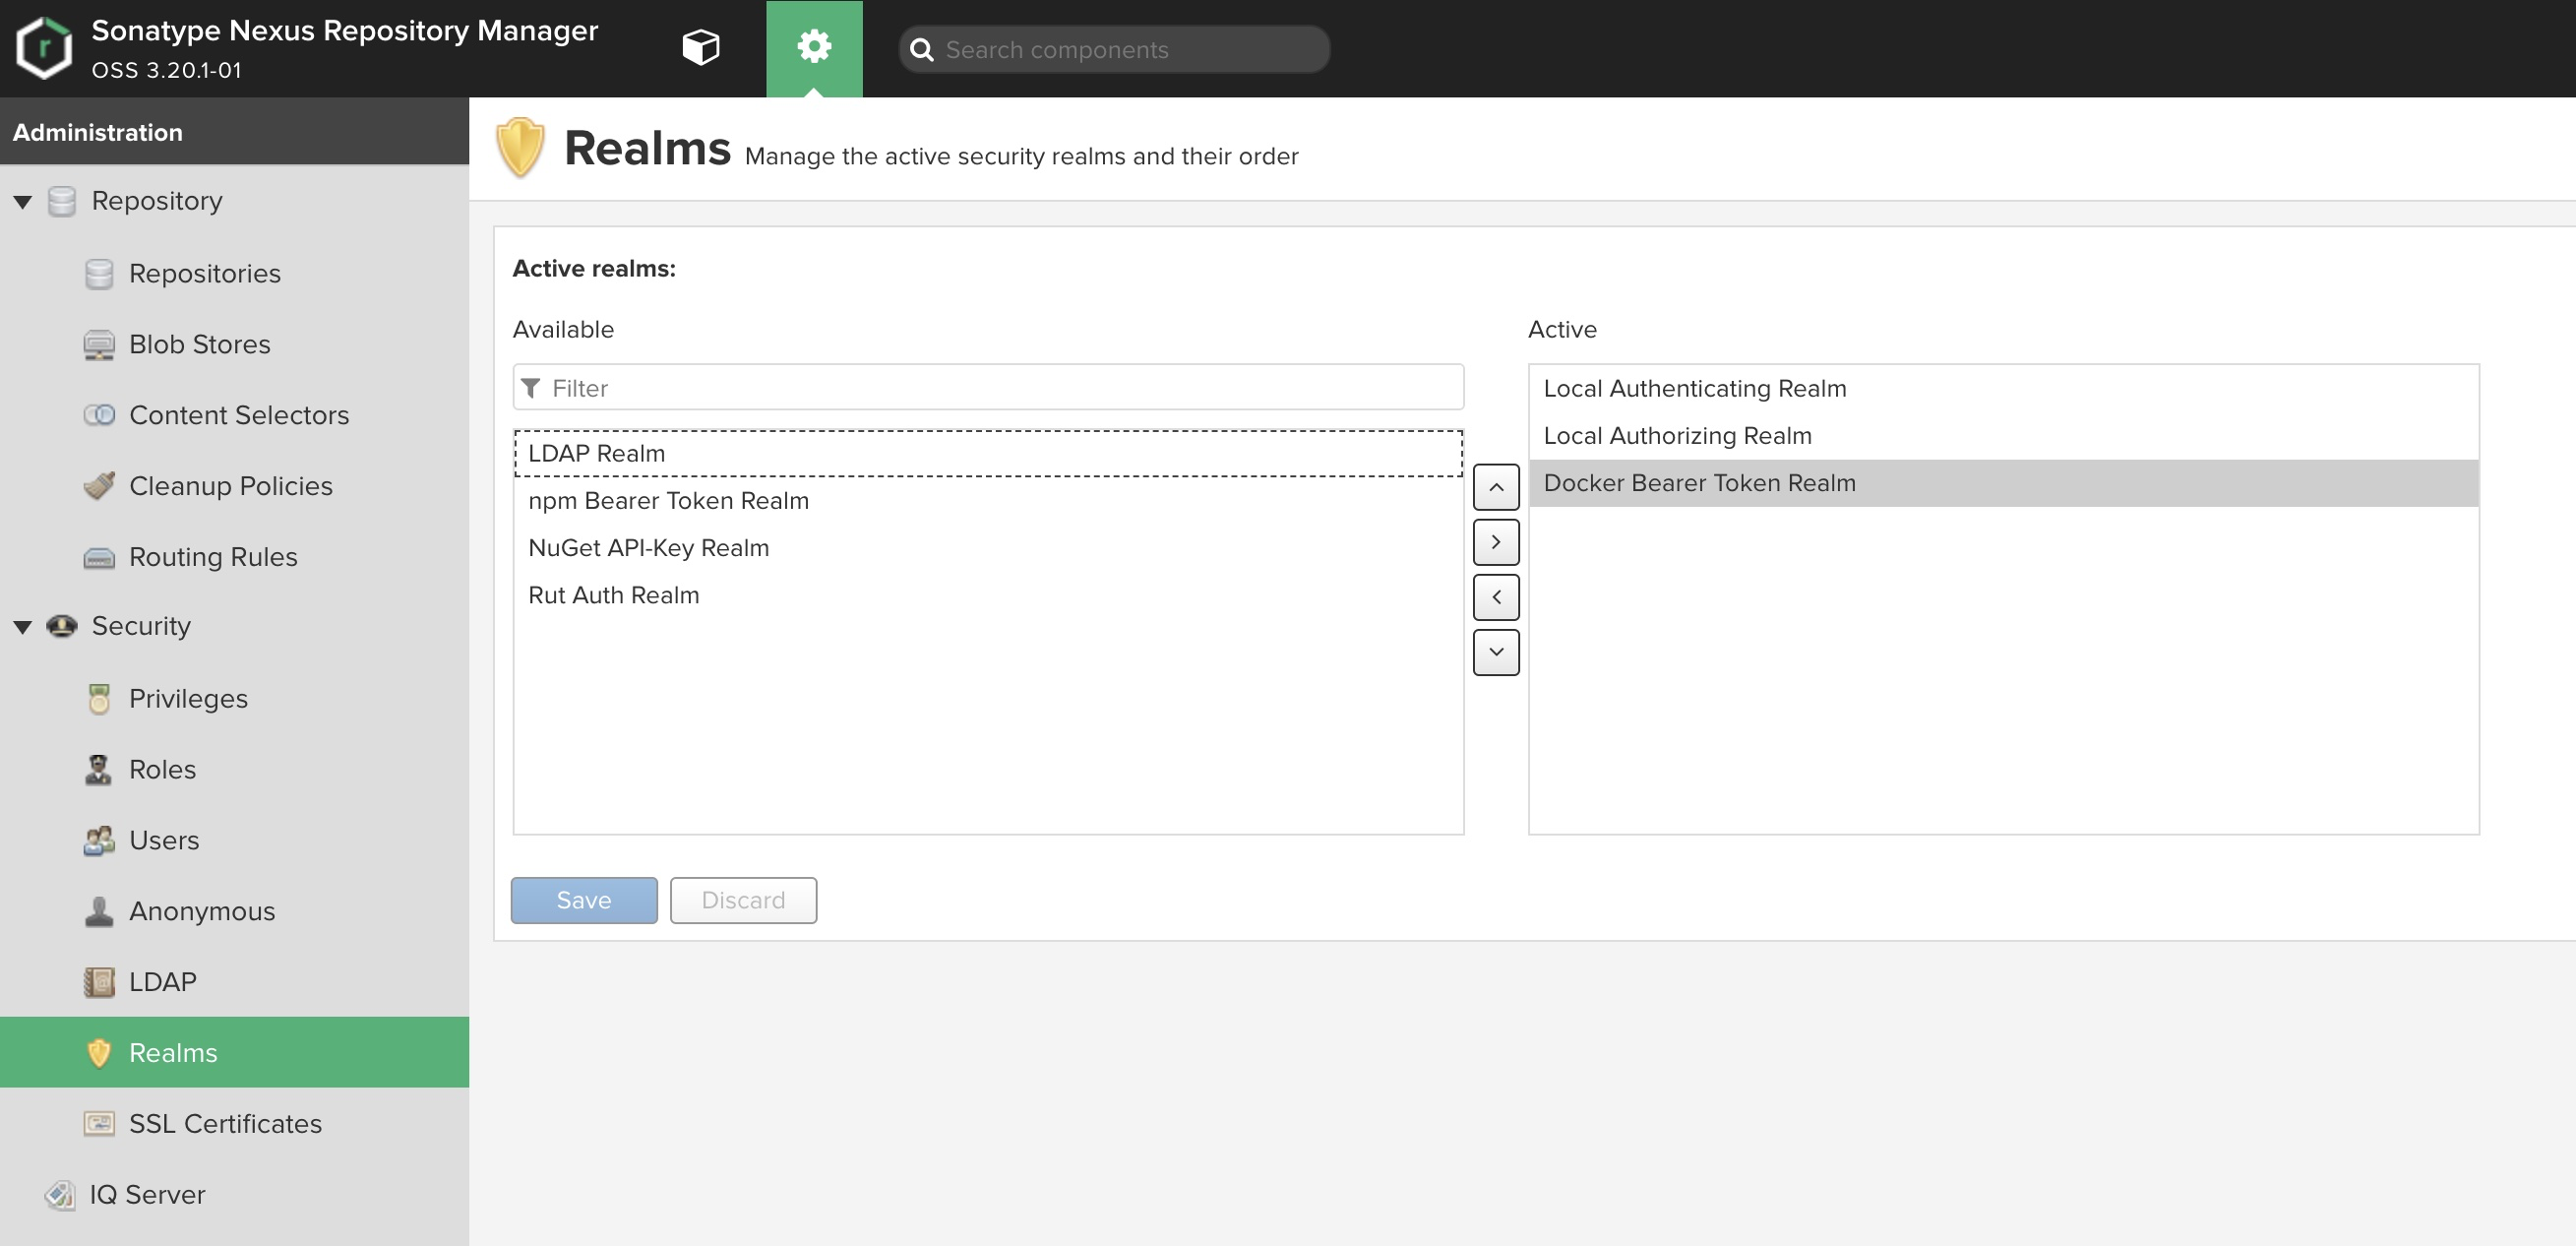 Sonatype Nexus Repository Manager
OSS 3.20.1-01
Search components
Administration
Repository
Repositories
Blob Stores
Content Selectors
Cleanup Policies
Routing Rules
Security
Privileges
Roles
Users
Anonymous
LDAP
Realms
SSL Certificates
IQ Server
Realms Manage the active security realms and their order
Active realms:
Available
Filter
LDAP Realm
npm Bearer Token Realm
NuGet API-Key Realm
Rut Auth Realm
Active
Local Authenticating Realm
Local Authorizing Realm
Docker Bearer Token Realm
Save Discard